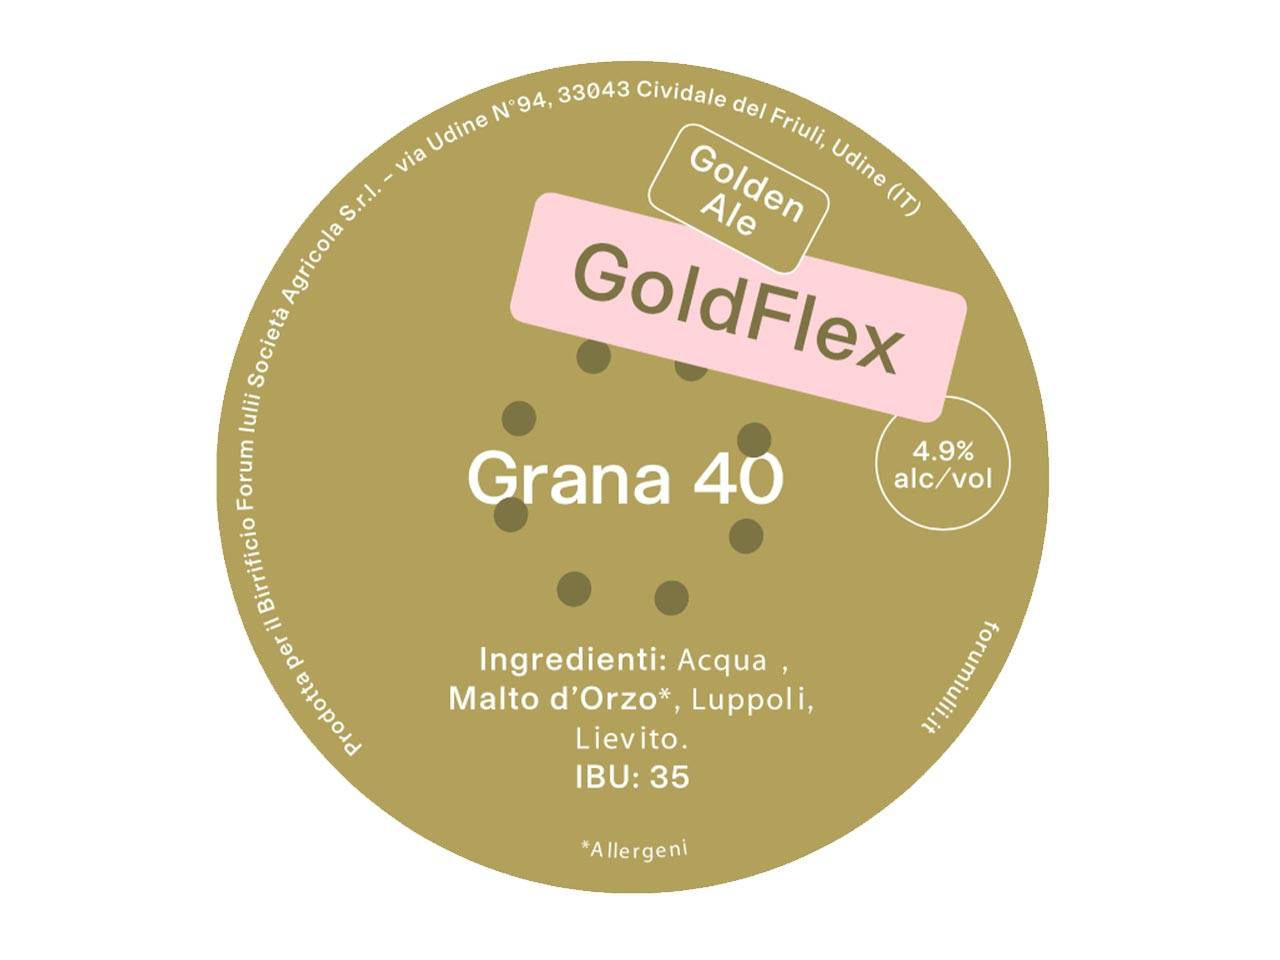 Prodotta per il Birrificio Forum Iulii Società Agricola S.r.l. – via Udine N°94, 33043 Cividale del Friuli, Udine (IT)
Golden
Ale
GoldFlex
4.9%
alc/vol
Grana 40
Ingredienti: Acqua ,
Malto d’Orzo*, Luppoli,
Lievito.
IBU: 35
*Allergeni
forumiulii.it